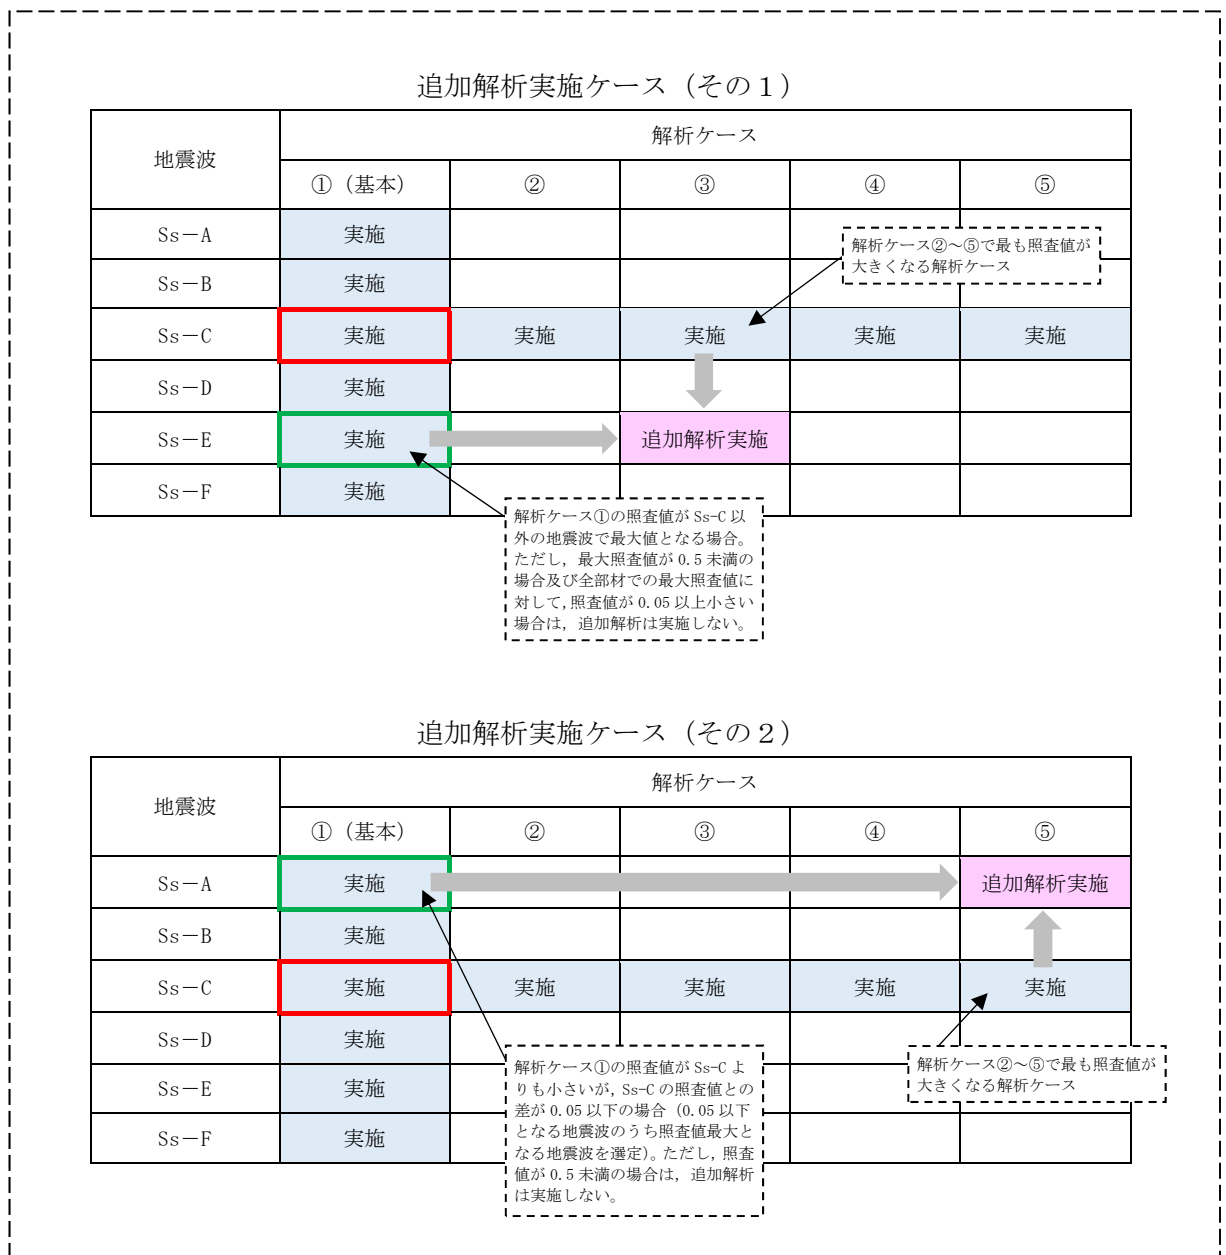 追加解析実施ケース（その１）
地震波
解析ケース
①（基本） ② ③ ④ ⑤
Ss－A 実施
解析ケース②～⑤で最も照査値が
大きくなる解析ケース
Ss－B 実施
Ss－C 実施 実施 実施 実施 実施
Ss－D 実施
Ss－E 実施 追加解析実施
Ss－F 実施
解析ケース①の照査値が Ss-C 以
外の地震波で最大値となる場合。
ただし，最大照査値が 0.5 未満の
場合及び全部材での最大照査値に
対して，照査値が 0.05 以上小さい
場合は，追加解析は実施しない。
追加解析実施ケース（その２）
地震波
解析ケース
①（基本） ② ③ ④ ⑤
Ss－A 実施 追加解析実施
Ss－B 実施
Ss－C 実施 実施 実施 実施 実施
Ss－D 実施
Ss－E 実施
Ss－F 実施
解析ケース①の照査値が Ss-C よ
りも小さいが，Ss-C の照査値との
差が 0.05 以下の場合（0.05 以下
となる地震波のうち照査値最大と
なる地震波を選定）。ただし，照査
値が 0.5 未満の場合は，追加解析
は実施しない。
解析ケース②～⑤で最も照査値が
大きくなる解析ケース